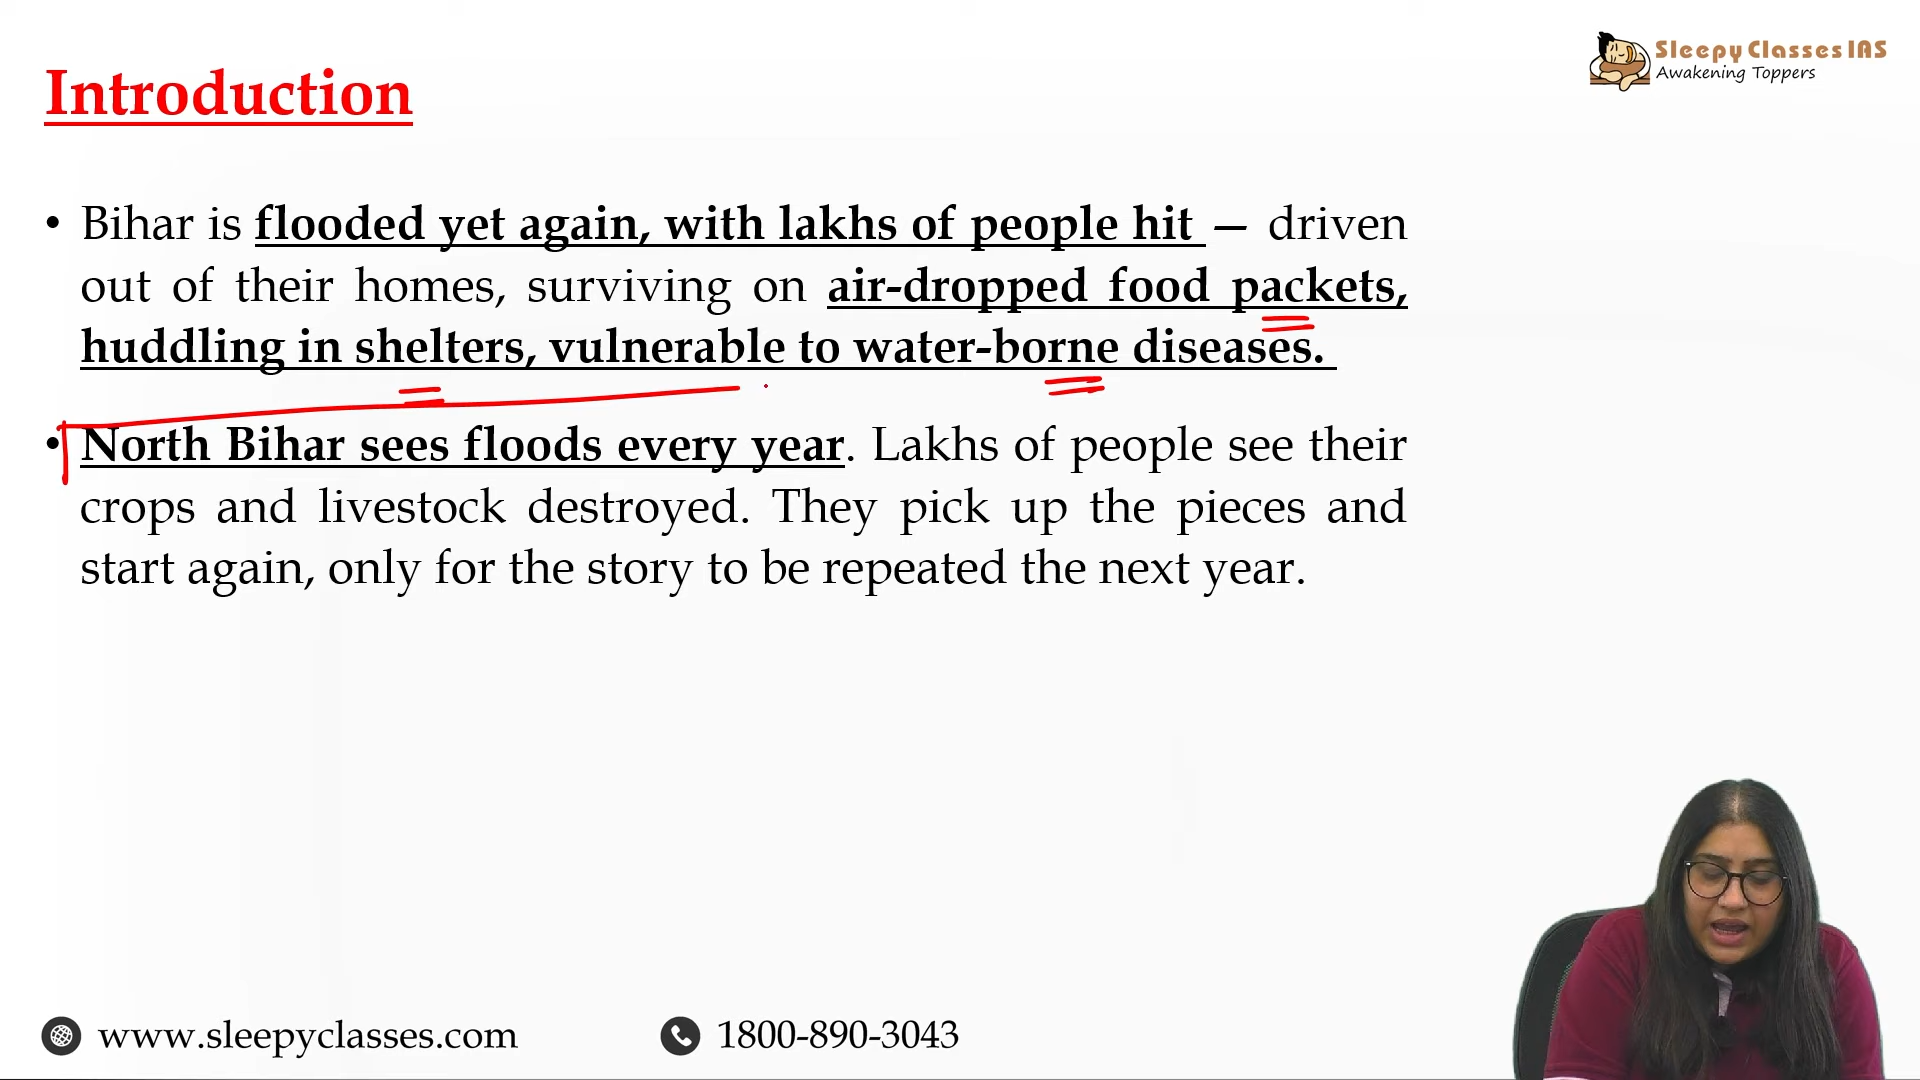 Sleepy Classes IAS
Awakening Toppers
Introduction
• Bihar is flooded yet again, with lakhs of people hit — driven
out of their homes, surviving on air-dropped food packets,
huddling in shelters, vulnerable to water-borne diseases.
• North Bihar sees floods every year. Lakhs of people see their
crops and livestock destroyed. They pick up the pieces and
start again, only for the story to be repeated the next year.
www.sleepyclasses.com
1800-890-3043